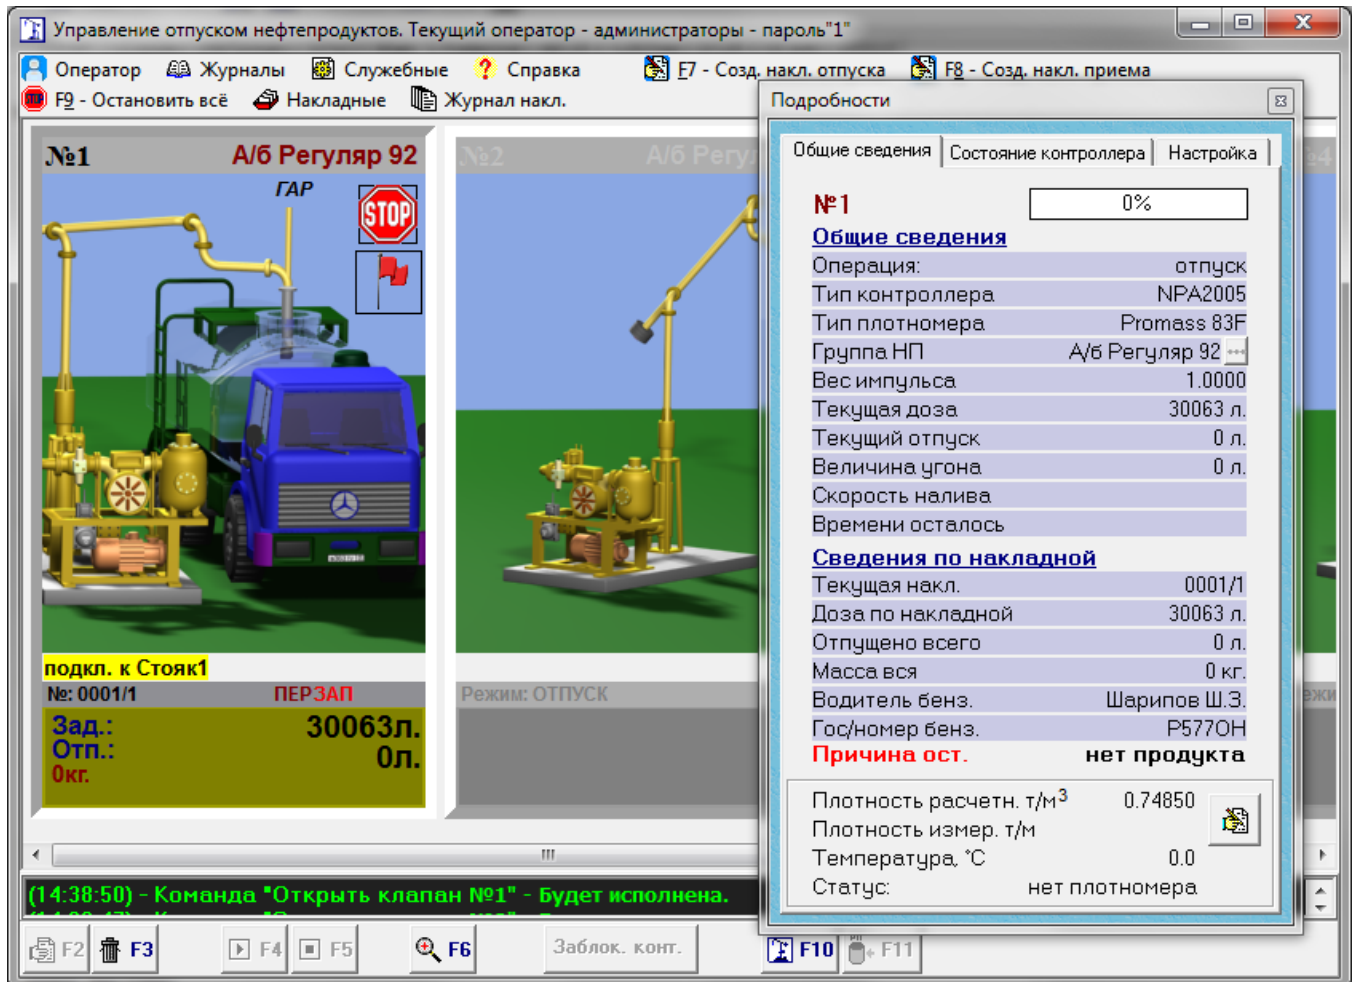 Управление отпуском нефтепродуктов. Текущий оператор - администраторы - пароль"1"
Оператор Журналы Служебные Справка F7 - Созд. накл. отпуска F8 - Созд. накл. приема
F9 - Остановить всё Накладные Журнал накл.
№1 А/б Регуляр 92
ГАР
STOP
подкл. к Стояк1
№: 0001/1 ПЕРЗАП
Зад.: 30063л.
Отп.: 0л.
0кг.
№2 А/б Регу
Режим: ОТПУСК
№4
Подробности
Общие сведения Состояние контроллера Настройка
№1 0%
Общие сведения
Операция: отпуск
Тип контроллера NPA2005
Тип плотномера Promass 83F
Группа НП А/б Регуляр 92 ...
Вес импульса 1.0000
Текущая доза 30063 л.
Текущий отпуск 0 л.
Величина угона 0 л.
Скорость налива
Времени осталось
Сведения по накладной
Текущая накл. 0001/1
Доза по накладной 30063 л.
Отпущено всего 0 л.
Масса вся 0 кг.
Водитель бенз. Шарипов Ш.З.
Гос/номер бенз. Р577ОН
Причина ост. нет продукта
Плотность расчетн. т/м3 0.74850
Плотность измер. т/м
Температура, °С 0.0
Статус: нет плотномера
(14:38:50) - Команда "Открыть клапан №1" - Будет исполнена.
F2 F3 F4 F5 F6 Заблок. конт. F10 F11